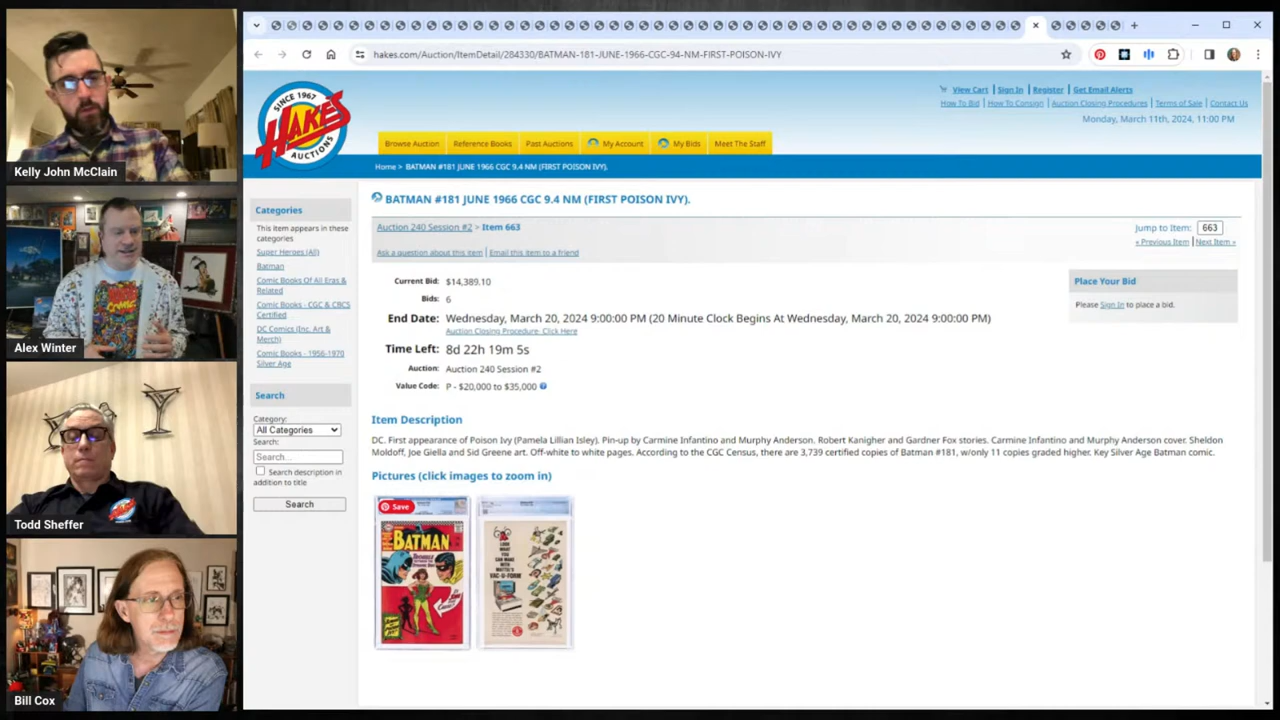 Kelly John McClain
Alex Winter
Todd Sheffer
Bill Cox
hakes.com/Auction/ItemDetail/284330/BATMAN-181-JUNE-1966-CGC-94-NM-FIRST-POISON-IVY
SINCE 1967
HAKE'S
AUCTIONS
View Cart | Sign In | Register | Get Email Alerts
How To Bid | How To Consign | Auction Closing Procedures | Terms of Sale | Contact Us
Monday, March 11th, 2024, 11:00 PM
Browse Auction Reference Books Past Auctions My Account My Bids Meet The Staff
Home > BATMAN #181 JUNE 1966 CGC 9.4 NM (FIRST POISON IVY).
Categories
This item appears in these
categories
Super Heroes (All)
Batman
Comic Books Of All Eras &
Related
Comic Books - CGC & CBCS
Certified
DC Comics (Inc. Art &
Merch)
Comic Books - 1956-1970
Silver Age
Search
Category:
All Categories
Search:
Search...
Search description in
addition to title
Search
BATMAN #181 JUNE 1966 CGC 9.4 NM (FIRST POISON IVY).
Auction 240 Session #2 > Item 663
Jump to Item: 663
Ask a question about this item | Email this item to a friend
« Previous Item | Next Item »
Current Bid: $14,389.10
Bids: 6
End Date: Wednesday, March 20, 2024 9:00:00 PM (20 Minute Clock Begins At Wednesday, March 20, 2024 9:00:00 PM)
Auction Closing Procedure: Click Here
Time Left: 8d 22h 19m 5s
Auction: Auction 240 Session #2
Value Code: P - $20,000 to $35,000
Place Your Bid
Please Sign In to place a bid.
Item Description
DC. First appearance of Poison Ivy (Pamela Lillian Isley). Pin-up by Carmine Infantino and Murphy Anderson. Robert Kanigher and Gardner Fox stories. Carmine Infantino and Murphy Anderson cover. Sheldon
Moldoff, Joe Giella and Sid Greene art. Off-white to white pages. According to the CGC Census, there are 3,739 certified copies of Batman #181, w/only 11 copies graded higher. Key Silver Age Batman comic.
Pictures (click images to zoom in)
Save
BATMAN
LOOK
WHAT
YOU
CAN MAKE
WITH
MATTEL'S
VAC-U-FORM